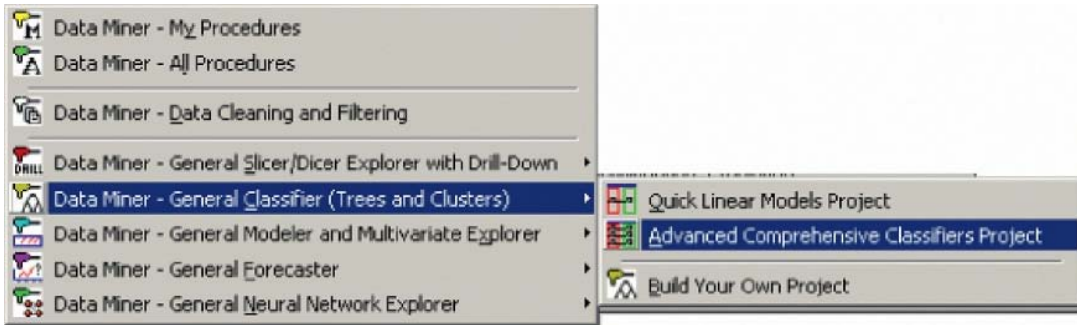 Data Miner - My Procedures
Data Miner - All Procedures
Data Miner - Data Cleaning and Filtering
DRILL
Data Miner - General Slicer/Dicer Explorer with Drill-Down
Data Miner - General Classifier (Trees and Clusters)
Quick Linear Models Project
Data Miner - General Modeler and Multivariate Explorer
Advanced Comprehensive Classifiers Project
Data Miner - General Forecaster
Build Your Own Project
Data Miner - General Neural Network Explorer